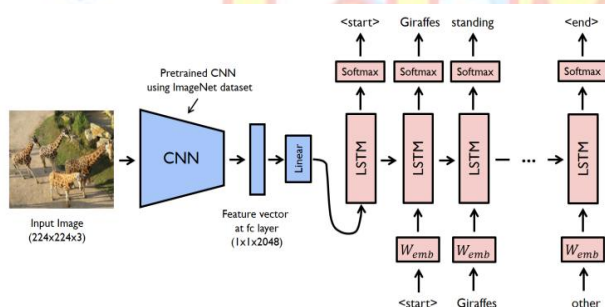 <start> Giraffes standing <end>
Softmax Softmax Softmax Softmax
Pretrained CNN
using ImageNet dataset
CNN
Linear
LSTM LSTM LSTM ... LSTM
Input Image
(224x224x3)
Feature vector
at fc layer
(1x1x2048)
W_emb W_emb W_emb
<start> Giraffes other